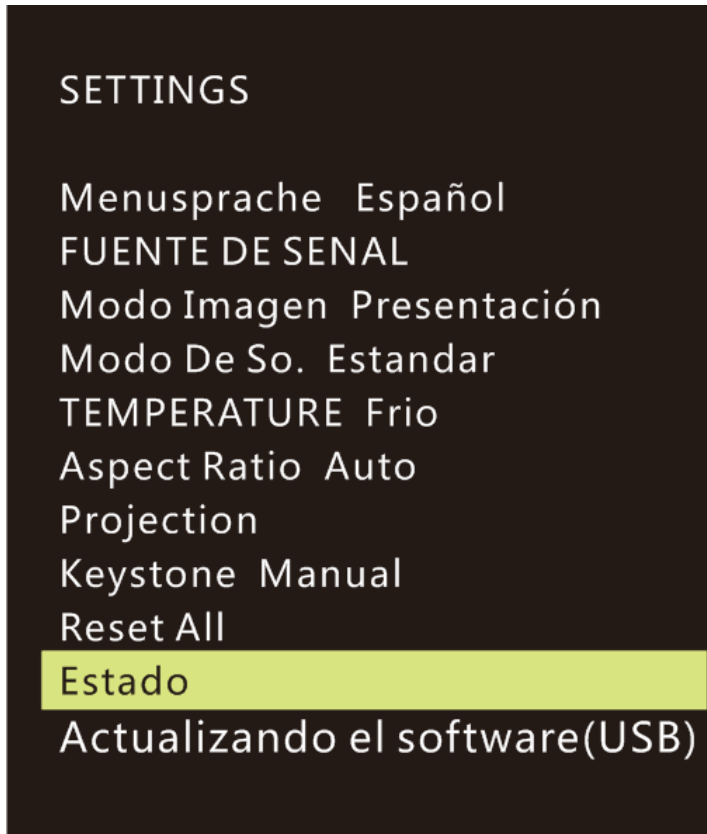 SETTINGS
Menusprache Español
FUENTE DE SENAL
Modo Imagen Presentación
Modo De So. Estandar
TEMPERATURE Frio
Aspect Ratio Auto
Projection
Keystone Manual
Reset All
Estado
Actualizando el software(USB)